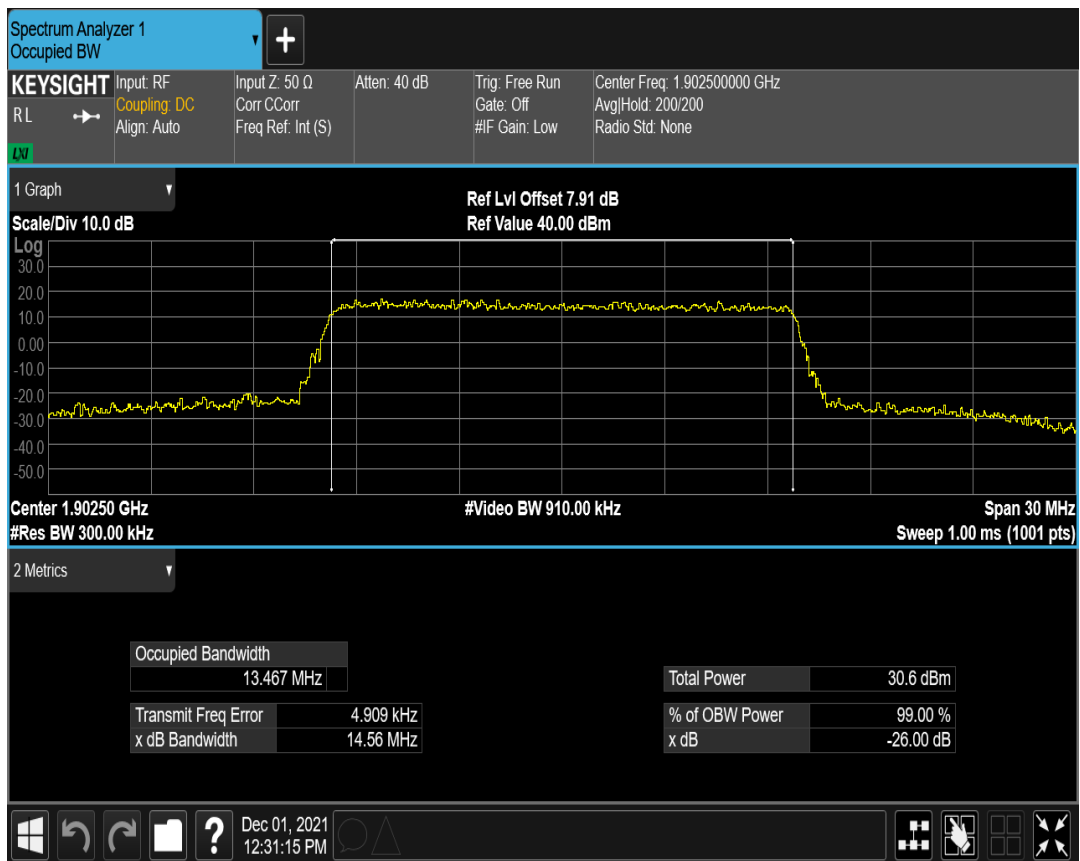 Spectrum Analyzer 1
Occupied BW
+
KEYSIGHT
RL
LXI
Input: RF
Coupling: DC
Align: Auto
Input Z: 50 Ω
Corr CCorr
Freq Ref: Int (S)
Atten: 40 dB
Trig: Free Run
Gate: Off
#IF Gain: Low
Center Freq: 1.902500000 GHz
Avg|Hold: 200/200
Radio Std: None
1 Graph
Scale/Div 10.0 dB
Ref Lvl Offset 7.91 dB
Ref Value 40.00 dBm
Log
30.0
20.0
10.0
0.00
-10.0
-20.0
-30.0
-40.0
-50.0
Center 1.90250 GHz
#Video BW 910.00 kHz
Span 30 MHz
#Res BW 300.00 kHz
Sweep 1.00 ms (1001 pts)
2 Metrics
Occupied Bandwidth
13.467 MHz
Total Power 30.6 dBm
Transmit Freq Error 4.909 kHz
% of OBW Power 99.00 %
x dB Bandwidth 14.56 MHz
x dB -26.00 dB
?
Dec 01, 2021
12:31:15 PM